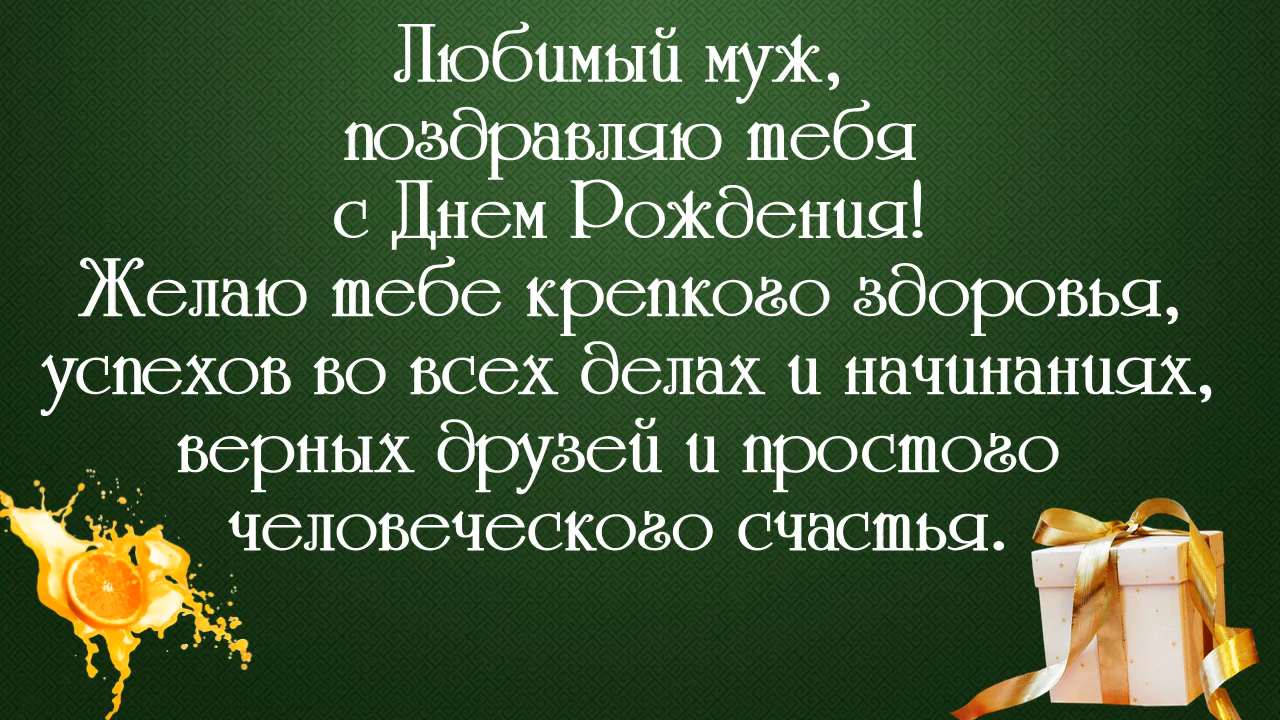 Любимый муж,
поздравляю тебя
с Днем Рождения!
Желаю тебе крепкого здоровья,
успехов во всех делах и начинаниях,
верных друзей и простого
человеческого счастья.